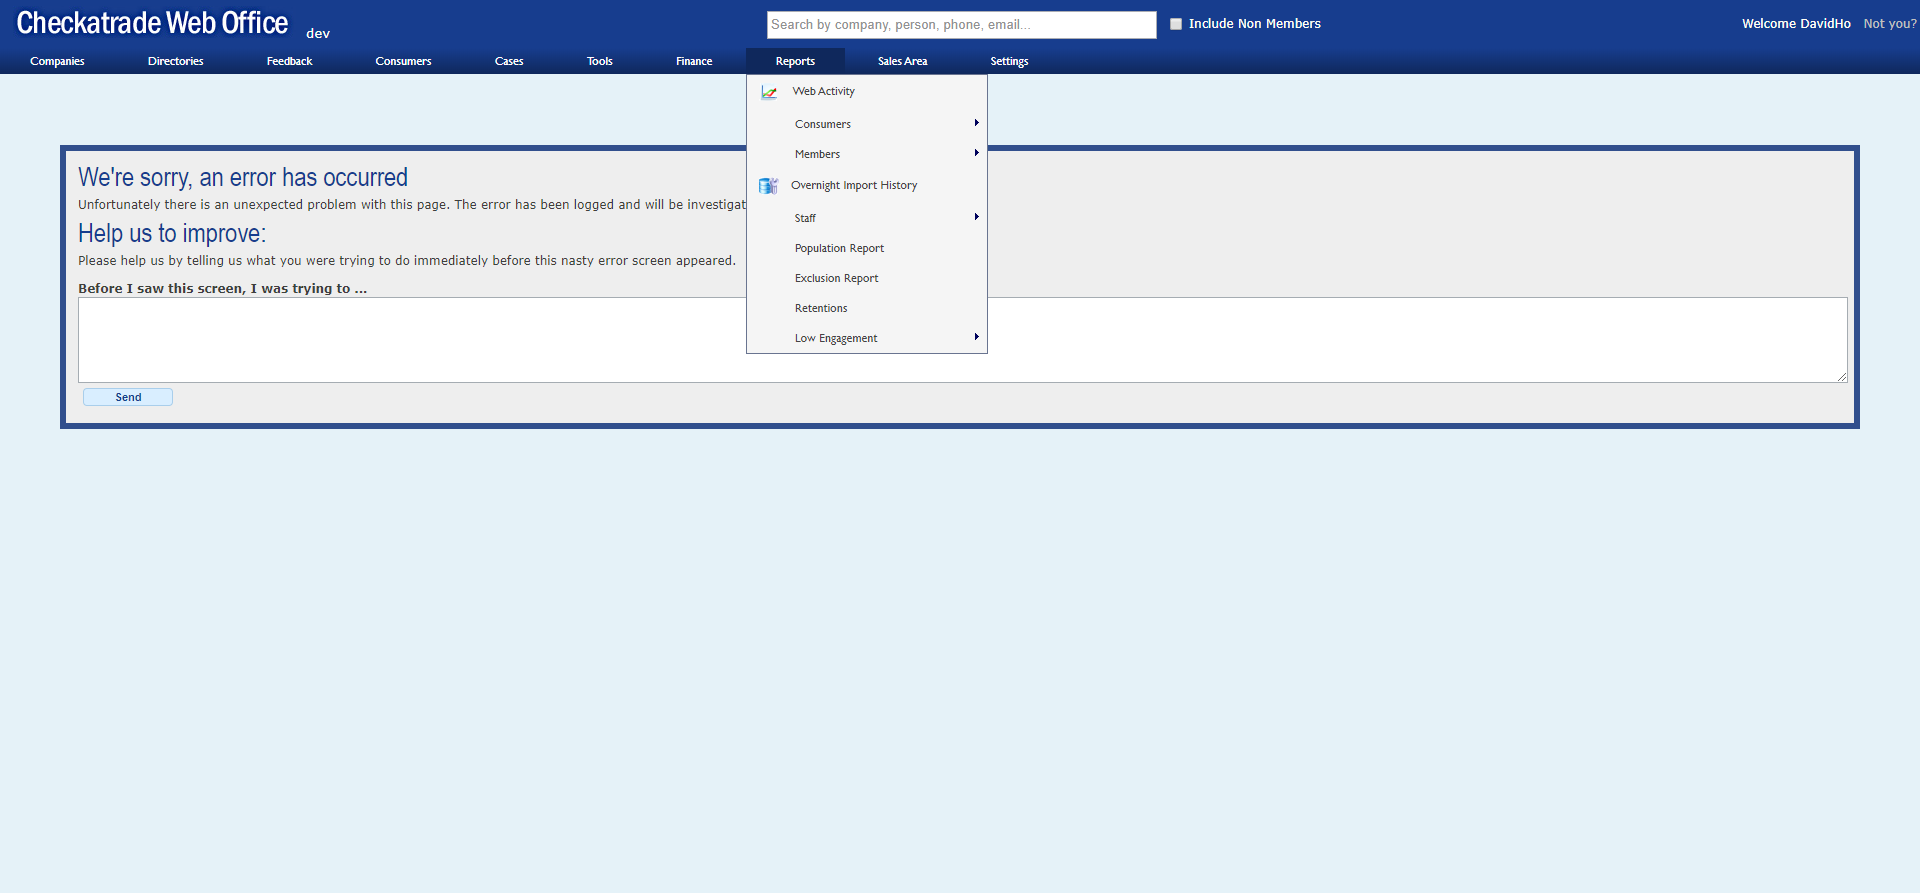 Checkatrade Web Office dev
Search by company, person, phone, email...
Include Non Members
Welcome DavidHo Not you?
Companies Directories Feedback Consumers Cases Tools Finance Reports Sales Area Settings
Web Activity
Consumers
Members
Overnight Import History
Staff
Population Report
Exclusion Report
Retentions
Low Engagement
We're sorry, an error has occurred
Unfortunately there is an unexpected problem with this page. The error has been logged and will be investigat
Help us to improve:
Please help us by telling us what you were trying to do immediately before this nasty error screen appeared.
Before I saw this screen, I was trying to ...
Send